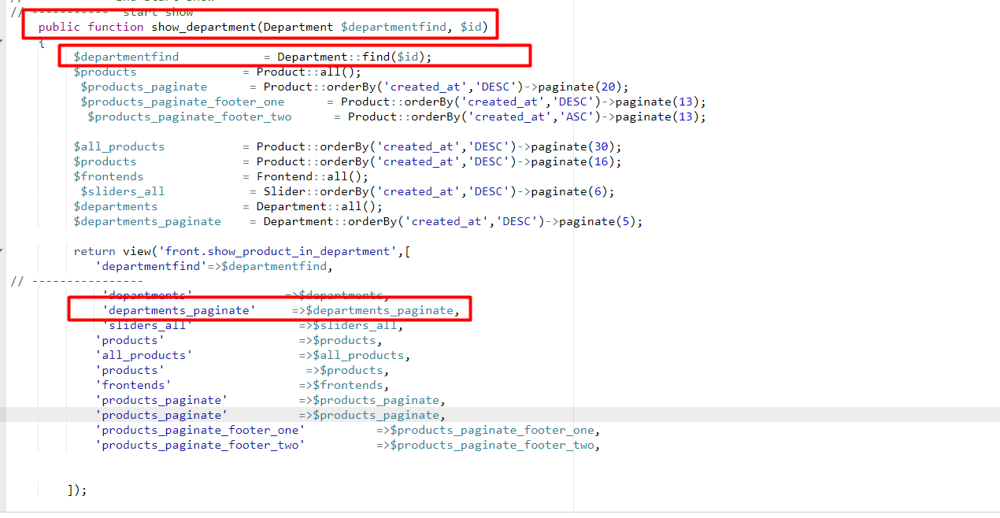 // ----------- start show
public function show_department(Department $departmentfind, $id)
{
$departmentfind = Department::find($id);
$products = Product::all();
$products_paginate = Product::orderBy('created_at','DESC')->paginate(20);
$products_paginate_footer_one = Product::orderBy('created_at','DESC')->paginate(13);
$products_paginate_footer_two = Product::orderBy('created_at','ASC')->paginate(13);
$all_products = Product::orderBy('created_at','DESC')->paginate(30);
$products = Product::orderBy('created_at','DESC')->paginate(16);
$frontends = Frontend::all();
$sliders_all = Slider::orderBy('created_at','DESC')->paginate(6);
$departments = Department::all();
$departments_paginate = Department::orderBy('created_at','DESC')->paginate(5);
return view('front.show_product_in_department',[
'departmentfind'=>$departmentfind,
// ----------------
'departments' =>$departments,
'departments_paginate' =>$departments_paginate,
'sliders_all' =>$sliders_all,
'products' =>$products,
'all_products' =>$all_products,
'products' =>$products,
'frontends' =>$frontends,
'products_paginate' =>$products_paginate,
'products_paginate' =>$products_paginate,
'products_paginate_footer_one' =>$products_paginate_footer_one,
'products_paginate_footer_two' =>$products_paginate_footer_two,
]);